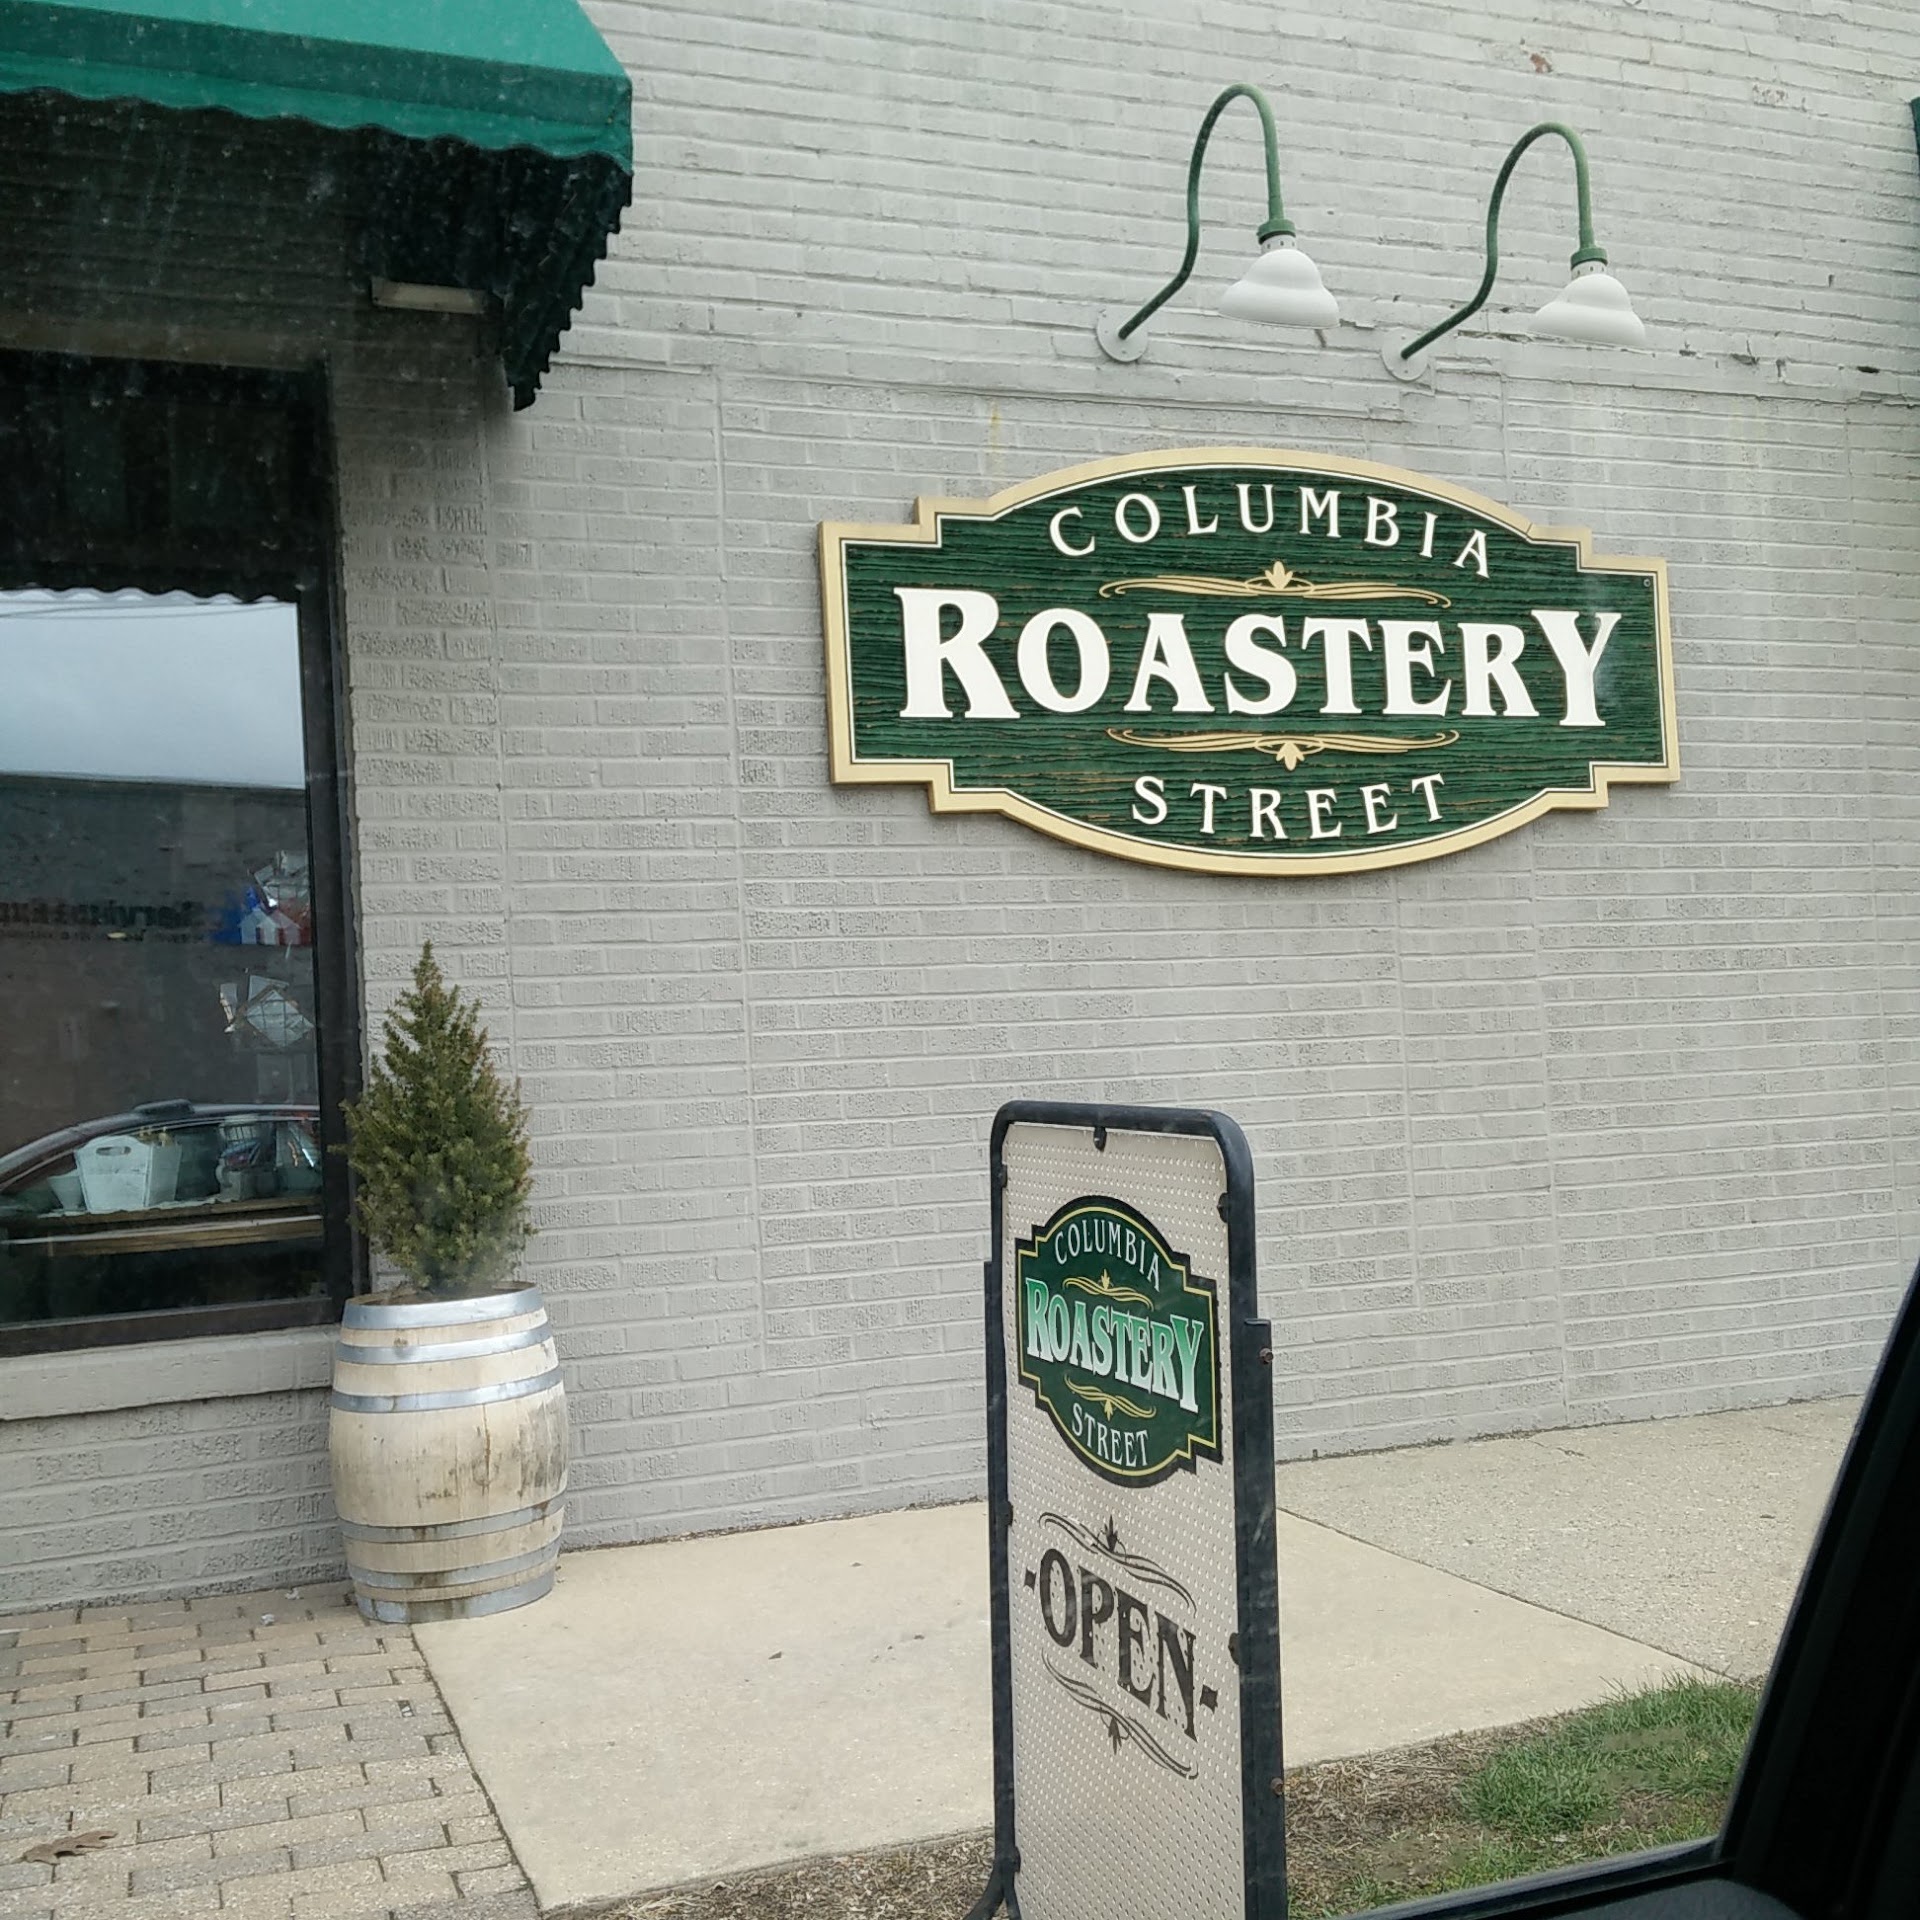 COLUMBIA
ROASTERY
STREET
COLUMBIA
ROASTERY
STREET
-OPEN-